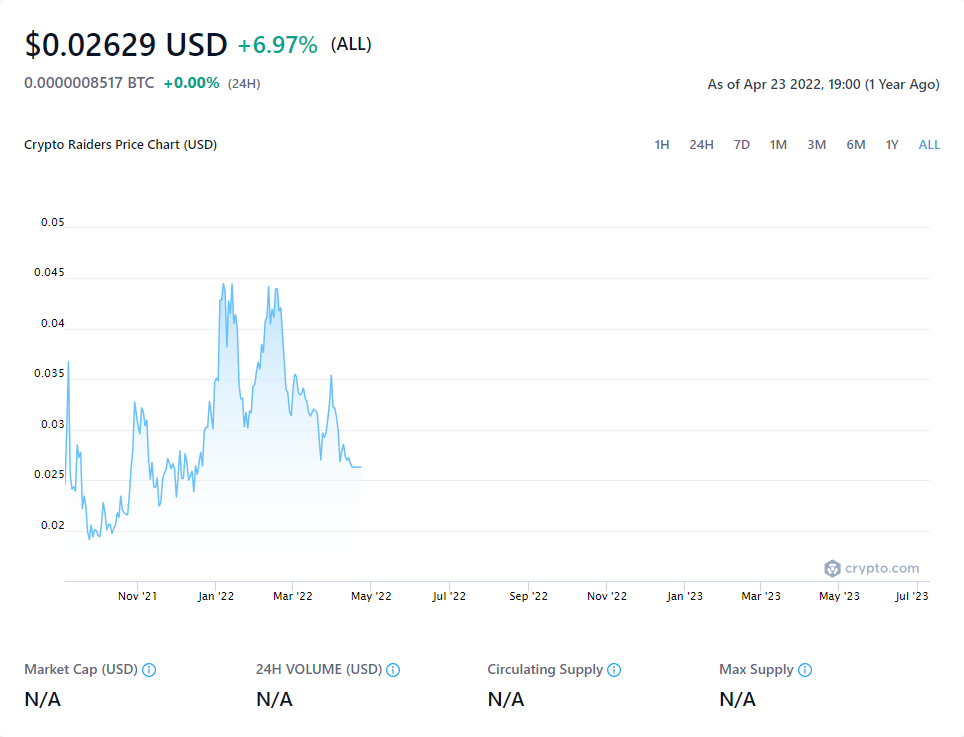 $0.02629 USD +6.97% (ALL)
0.0000008517 BTC +0.00% (24H)
As of Apr 23 2022, 19:00 (1 Year Ago)
Crypto Raiders Price Chart (USD)
1H 24H 7D 1M 3M 6M 1Y ALL
0.05
0.045
0.04
0.035
0.03
0.025
0.02
crypto.com
Nov '21 Jan '22 Mar '22 May '22 Jul '22 Sep '22 Nov '22 Jan '23 Mar '23 May '23 Jul '23
Market Cap (USD) 24H VOLUME (USD) Circulating Supply Max Supply
N/A N/A N/A N/A